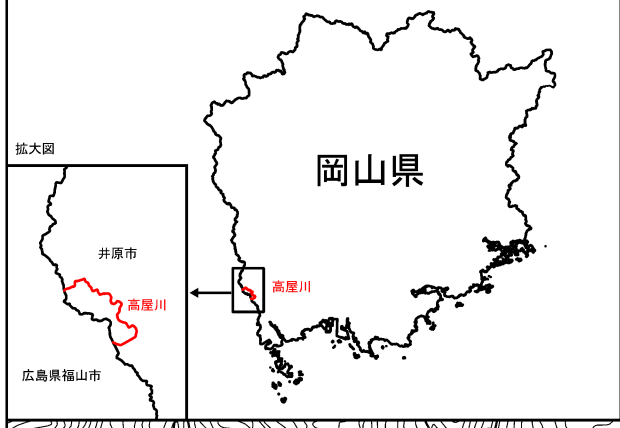 拡大図
岡山県
井原市
高屋川
高屋川
広島県福山市